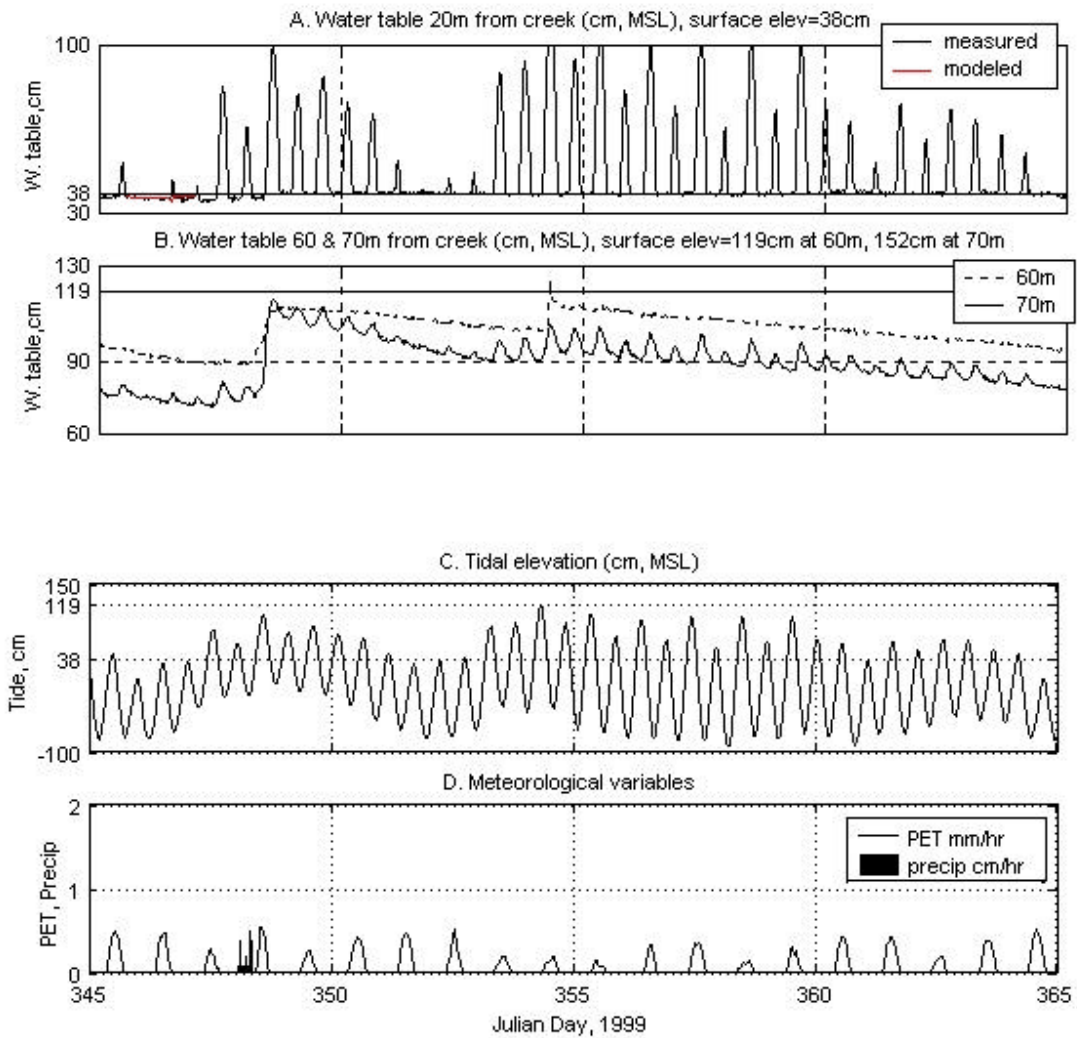 A. Water table 20m from creek (cm, MSL), surface elev=38cm
100
38
30
W. table,cm
measured
modeled
B. Water table 60 & 70m from creek (cm, MSL), surface elev=119cm at 60m, 152cm at 70m
130
119
90
60
W. table,cm
60m
70m
C. Tidal elevation (cm, MSL)
150
119
38
-100
Tide, cm
D. Meteorological variables
2
1
0
PET, Precip
PET mm/hr
precip cm/hr
345 350 355 360 365
Julian Day, 1999